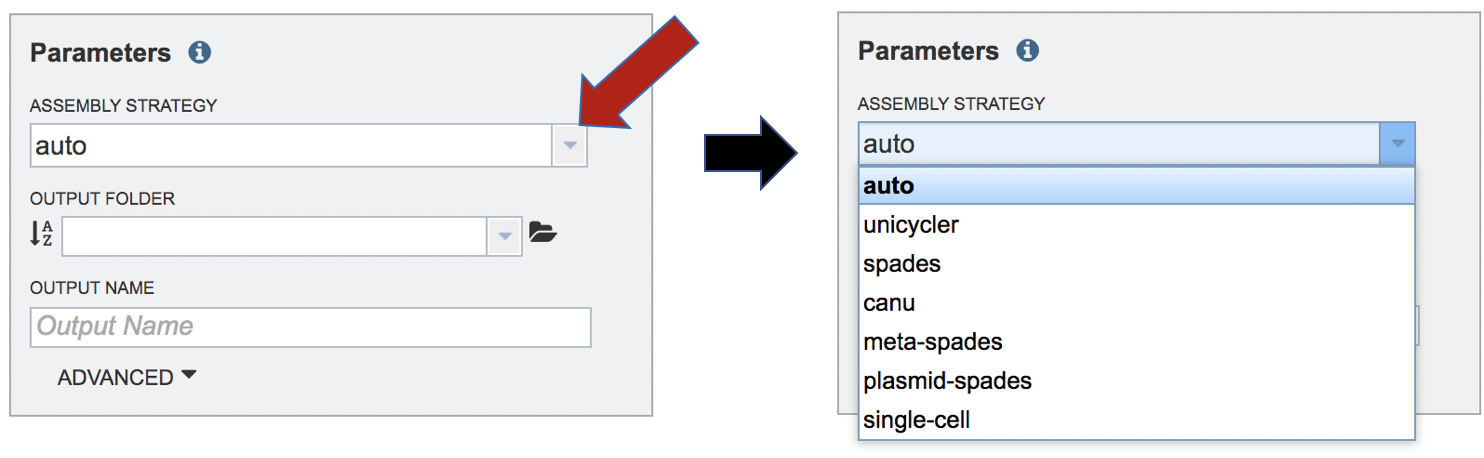 Parameters
ASSEMBLY STRATEGY
auto
OUTPUT FOLDER
A
Z
OUTPUT NAME
Output Name
ADVANCED
Parameters
ASSEMBLY STRATEGY
auto
auto
unicycler
spades
canu
meta-spades
plasmid-spades
single-cell